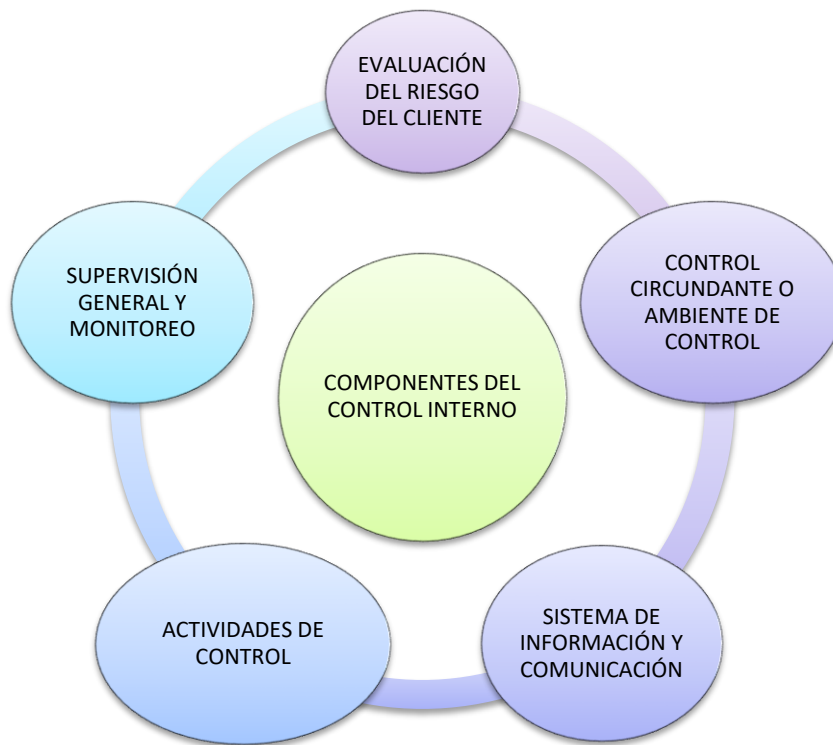 EVALUACIÓN
DEL RIESGO
DEL CLIENTE
CONTROL
CIRCUNDANTE O
AMBIENTE DE
CONTROL
SISTEMA DE
INFORMACIÓN Y
COMUNICACIÓN
ACTIVIDADES DE
CONTROL
SUPERVISIÓN
GENERAL Y
MONITOREO
COMPONENTES DEL
CONTROL INTERNO